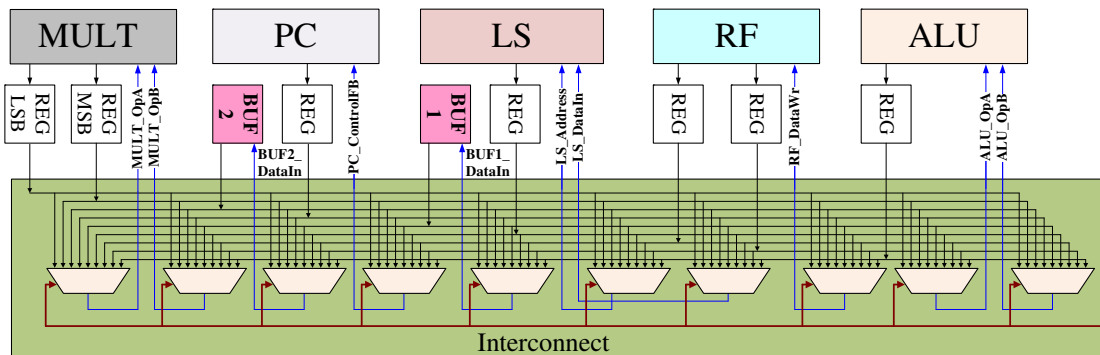 MULT
PC
LS
RF
ALU
REG
LSB
REG
MSB
MULT_OpA
MULT_OpB
BUF
2
REG
PC_ControlFB
BUF
1
REG
LS_Address
LS_DataIn
REG
REG
RF_DataWr
REG
ALU_OpA
ALU_OpB
BUF2_
DataIn
BUF1_
DataIn
Interconnect